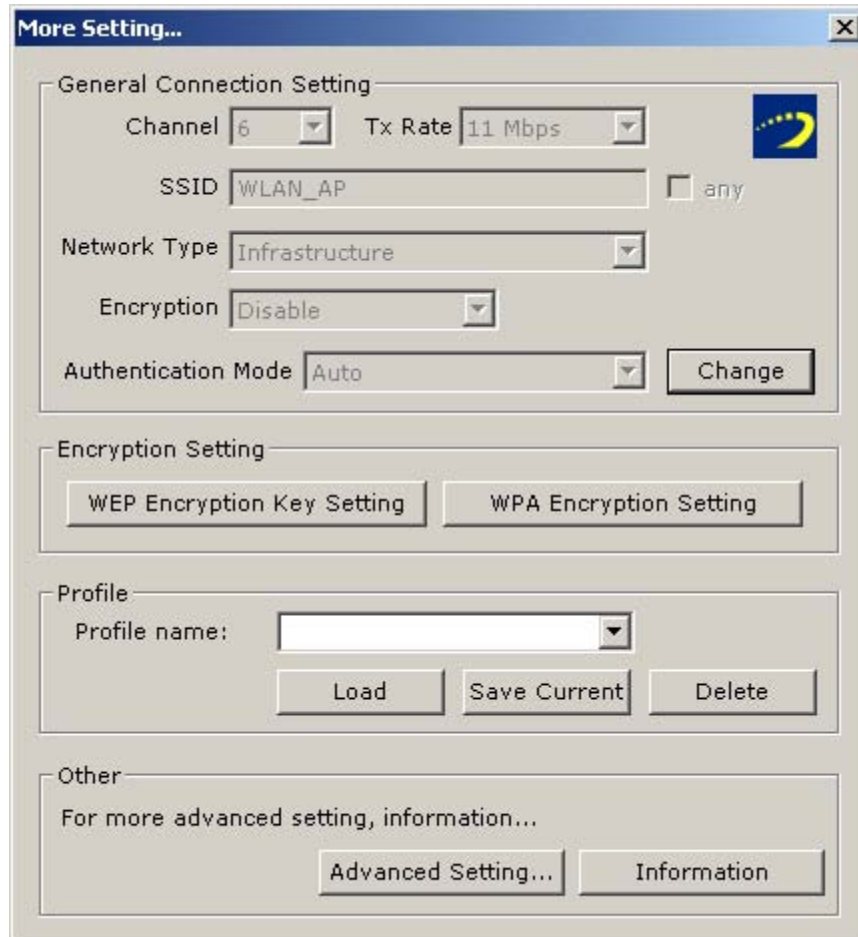 More Setting...
General Connection Setting
Channel 6 Tx Rate 11 Mbps
SSID WLAN_AP any
Network Type Infrastructure
Encryption Disable
Authentication Mode Auto Change
Encryption Setting
WEP Encryption Key Setting WPA Encryption Setting
Profile
Profile name:
Load Save Current Delete
Other
For more advanced setting, information...
Advanced Setting... Information